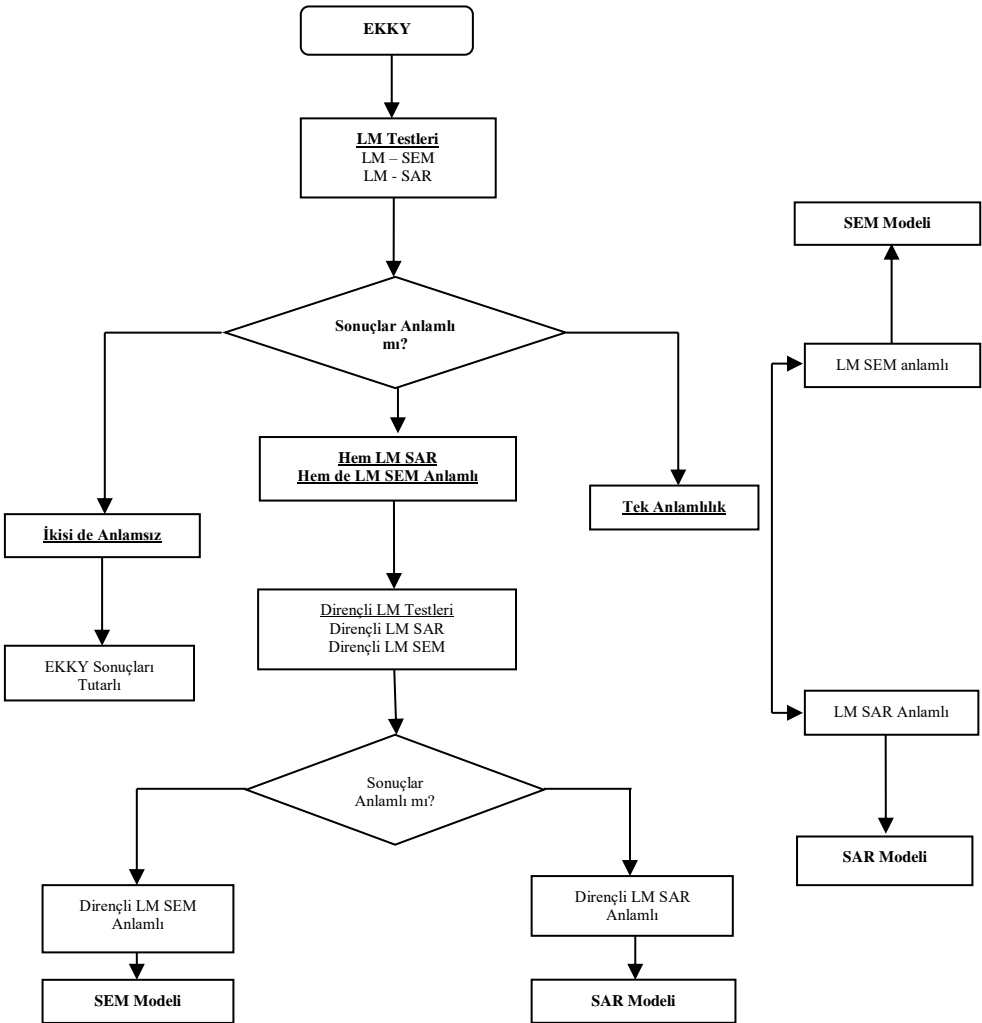 EKKY
LM Testleri
LM – SEM
LM - SAR
SEM Modeli
Sonuçlar Anlamlı
mı?
LM SEM anlamlı
Hem LM SAR
Hem de LM SEM Anlamlı
Tek Anlamlılık
İkisi de Anlamsız
Dirençli LM Testleri
Dirençli LM SAR
Dirençli LM SEM
EKKY Sonuçları
Tutarlı
LM SAR Anlamlı
Sonuçlar
Anlamlı mı?
SAR Modeli
Dirençli LM SEM
Anlamlı
Dirençli LM SAR
Anlamlı
SEM Modeli
SAR Modeli